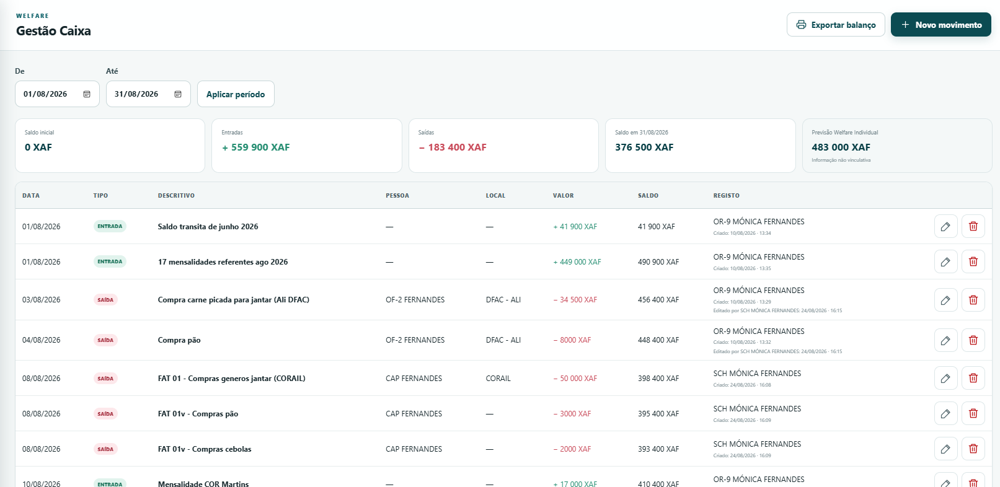 WELFARE
Gestão Caixa
Exportar balanço
+ Novo movimento
De
Até
01/08/2026
31/08/2026
Aplicar período
Saldo inicial
0 XAF
Entradas
+ 559 900 XAF
Saídas
− 183 400 XAF
Saldo em 31/08/2026
376 500 XAF
Previsão Welfare Individual
483 000 XAF
Informação não vinculativa
DATA TIPO DESCRITIVO PESSOA LOCAL VALOR SALDO REGISTO
01/08/2026 ENTRADA Saldo transita de junho 2026 — — + 41 900 XAF 41 900 XAF OR-9 MÓNICA FERNANDES
Criado: 10/08/2026 · 13:34
01/08/2026 ENTRADA 17 mensalidades referentes ago 2026 — — + 449 000 XAF 490 900 XAF OR-9 MÓNICA FERNANDES
Criado: 10/08/2026 · 13:35
03/08/2026 SAÍDA Compra carne picada para jantar (Ali DFAC) OF-2 FERNANDES DFAC - ALI − 34 500 XAF 456 400 XAF OR-9 MÓNICA FERNANDES
Criado: 10/08/2026 · 13:29
Editado por SCH MÓNICA FERNANDES: 24/08/2026 · 16:15
04/08/2026 SAÍDA Compra pão OF-2 FERNANDES DFAC - ALI − 8000 XAF 448 400 XAF OR-9 MÓNICA FERNANDES
Criado: 10/08/2026 · 13:32
Editado por SCH MÓNICA FERNANDES: 24/08/2026 · 16:15
08/08/2026 SAÍDA FAT 01 - Compras generos jantar (CORAIL) CAP FERNANDES CORAIL − 50 000 XAF 398 400 XAF SCH MÓNICA FERNANDES
Criado: 24/08/2026 · 16:08
08/08/2026 SAÍDA FAT 01v - Compras pão CAP FERNANDES — − 3000 XAF 395 400 XAF SCH MÓNICA FERNANDES
Criado: 24/08/2026 · 16:09
08/08/2026 SAÍDA FAT 01v - Compras cebolas CAP FERNANDES — − 2000 XAF 393 400 XAF SCH MÓNICA FERNANDES
Criado: 24/08/2026 · 16:09
10/08/2026 ENTRADA Mensalidade COR Martins — — + 17 000 XAF 410 400 XAF OR-9 MÓNICA FERNANDES